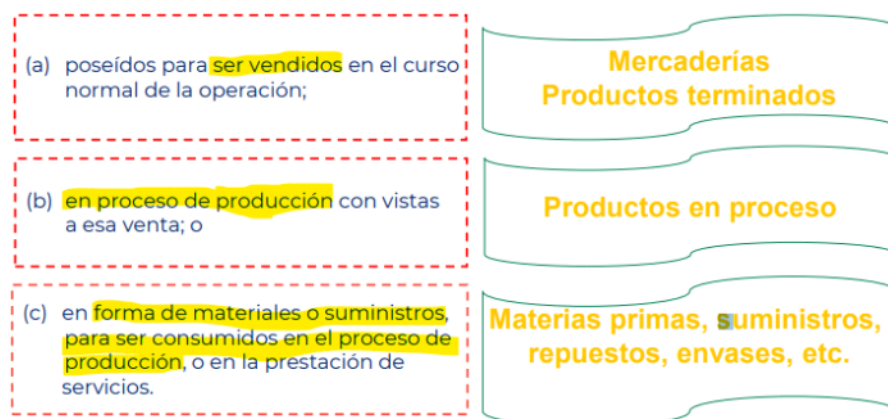 (a) poseídos para ser vendidos en el curso
normal de la operación;
Mercaderías
Productos terminados
(b) en proceso de producción con vistas
a esa venta; o
Productos en proceso
(c) en forma de materiales o suministros,
para ser consumidos en el proceso de
producción, o en la prestación de
servicios.
Materias primas, suministros,
repuestos, envases, etc.